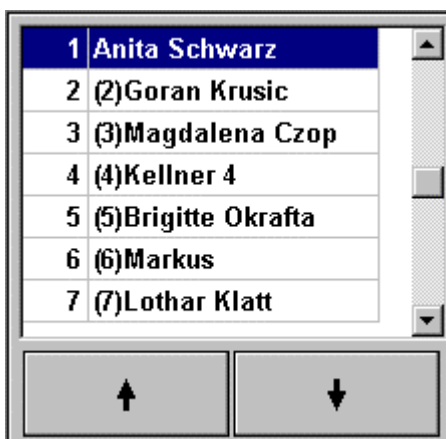 1 Anita Schwarz
2 (2)Goran Krusic
3 (3)Magdalena Czop
4 (4)Kellner 4
5 (5)Brigitte Okrafta
6 (6)Markus
7 (7)Lothar Klatt